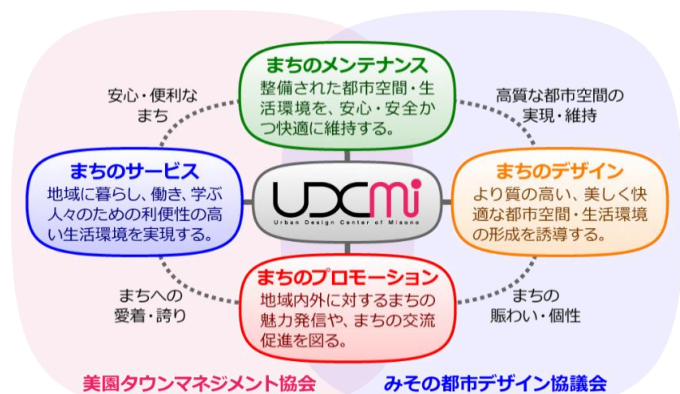 まちのメンテナンス
整備された都市空間・生
活環境を、安心・安全か
つ快適に維持する。
安心・便利な
まち
高質な都市空間の
実現・維持
まちのサービス
地域に暮らし、働き、学ぶ
人々のための利便性の高
い生活環境を実現する。
UDCMi
Urban Design Center of Misono
まちのデザイン
より質の高い、美しく快
適な都市空間・生活環境
の形成を誘導する。
まちのプロモーション
地域内外に対するまちの
魅力発信や、まちの交流
促進を図る。
まちへの
愛着・誇り
まちの
賑わい・個性
美園タウンマネジメント協会
みその都市デザイン協議会